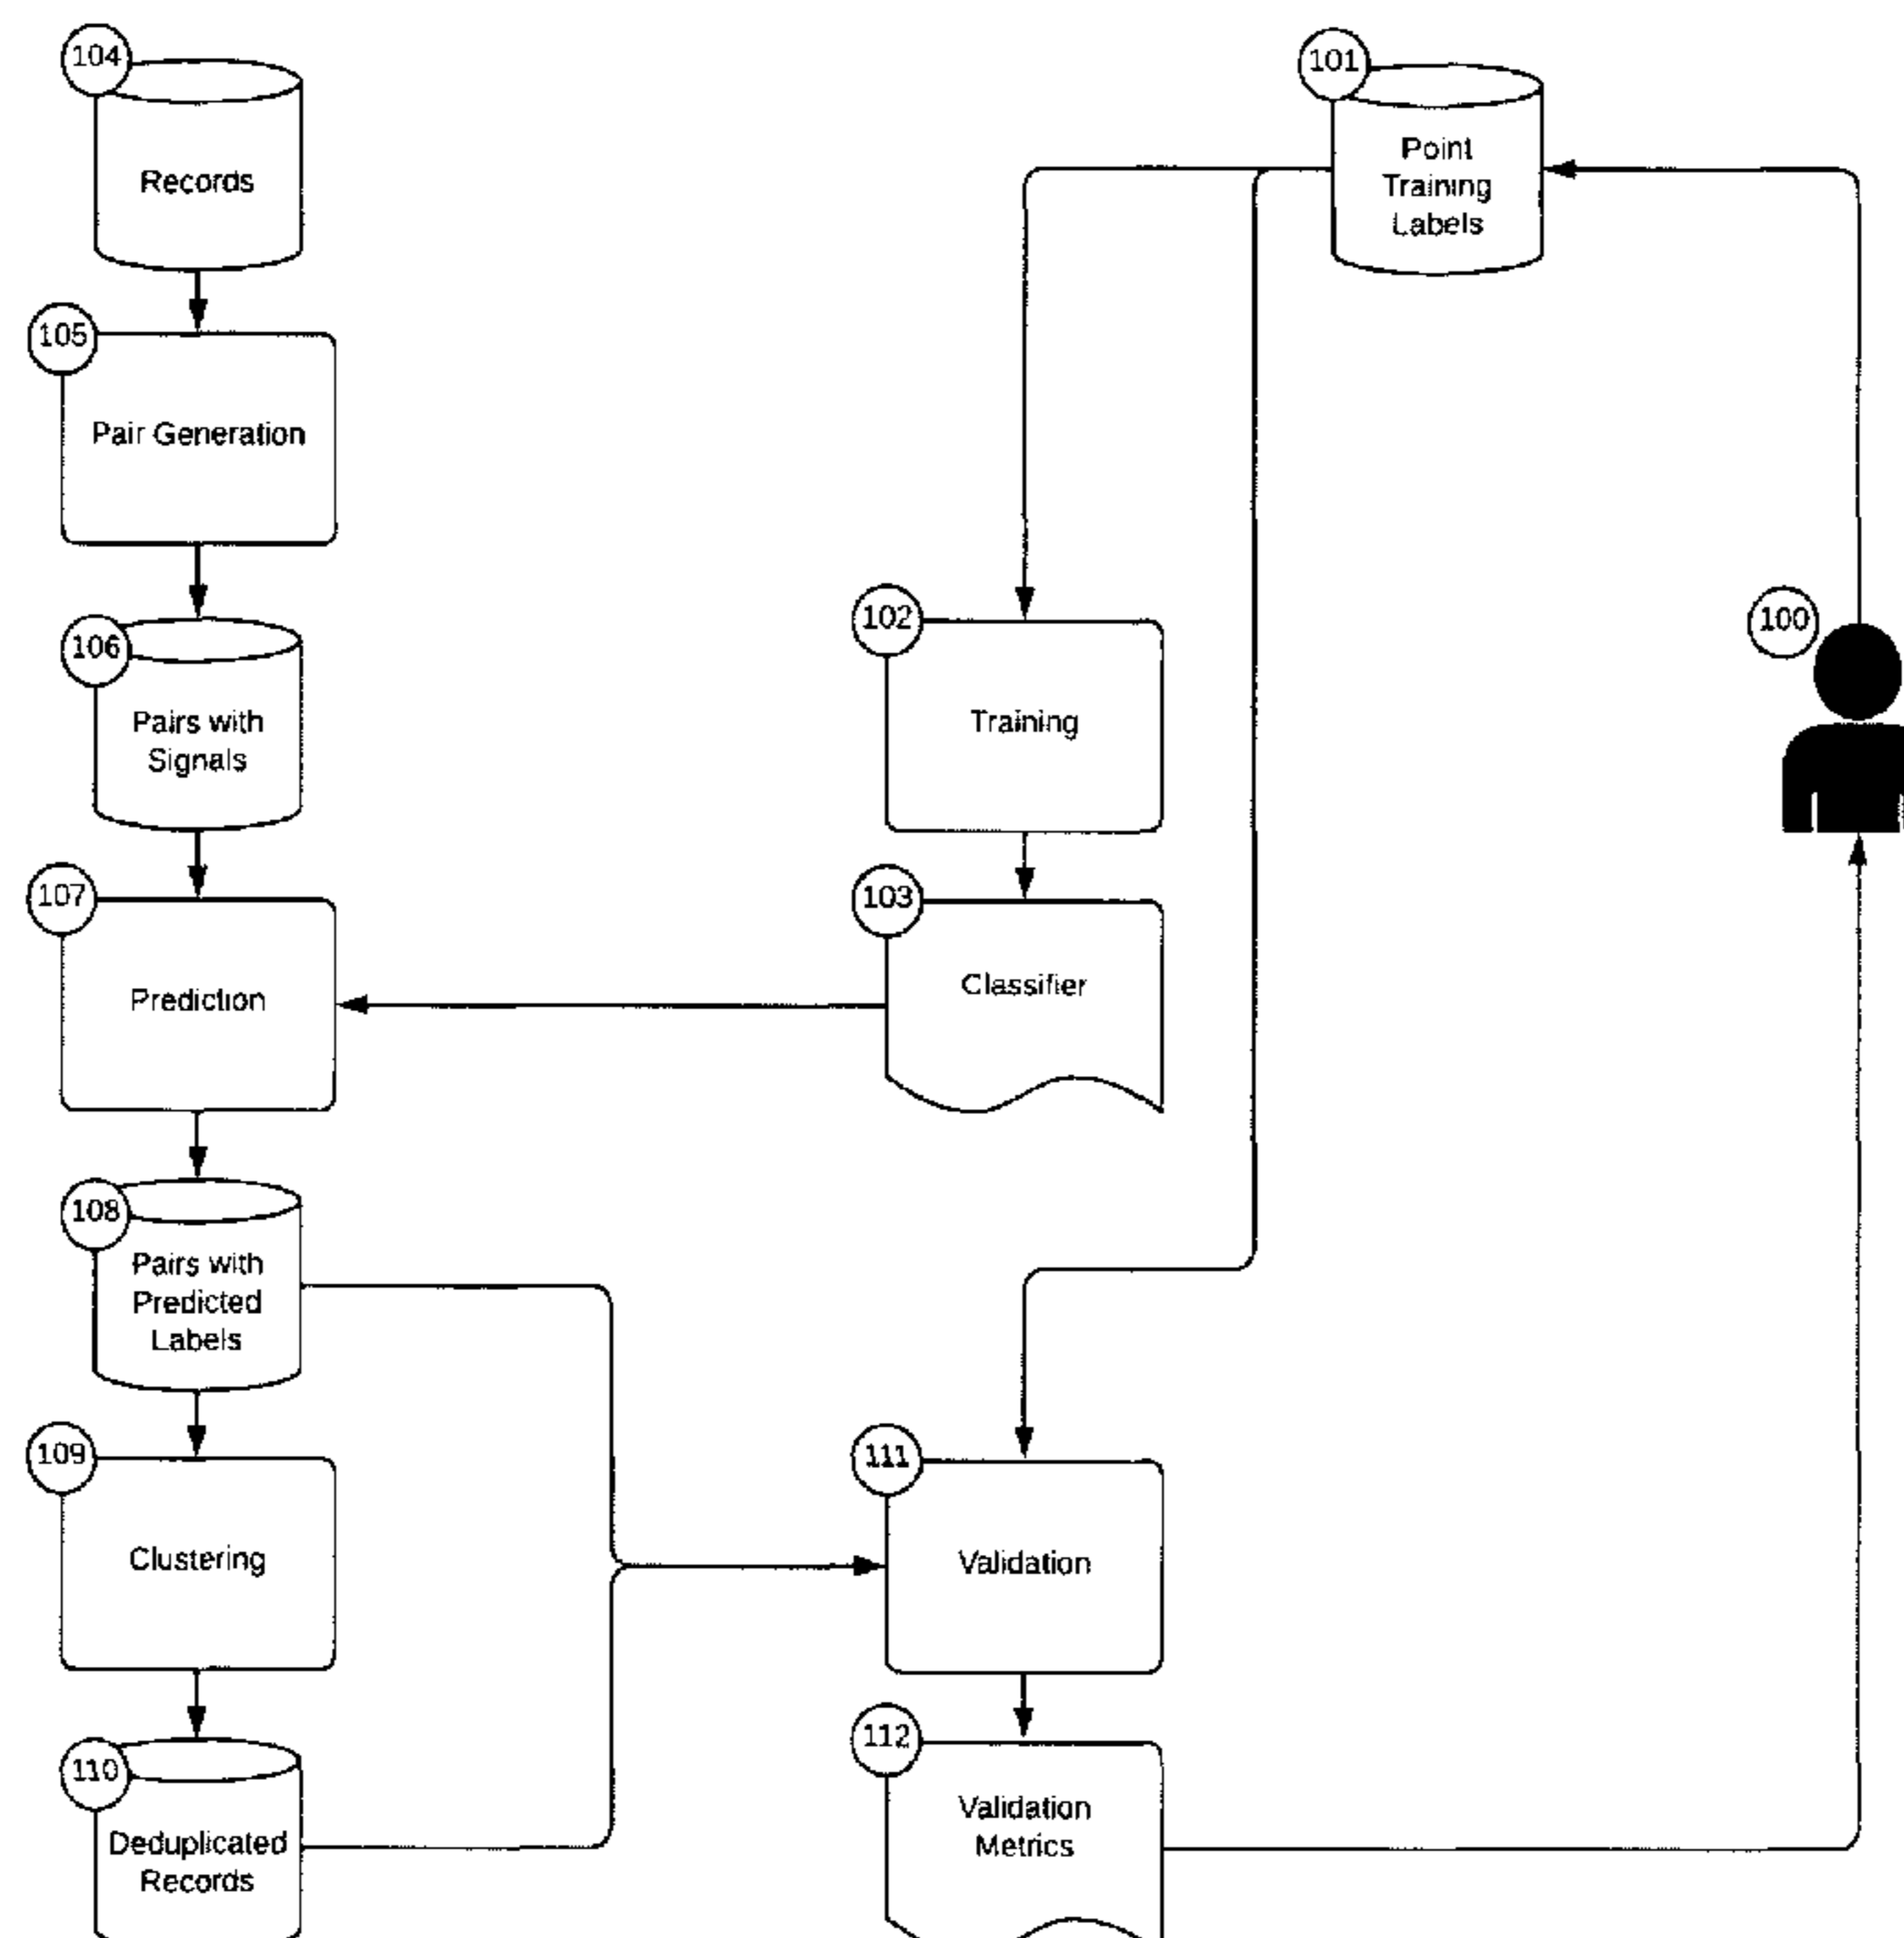 104
Records
101
Point
Training
Labels
105
Pair Generation
106
Pairs with
Signals
102
Training
100
107
Prediction
103
Classifier
108
Pairs with
Predicted
Labels
109
Clustering
111
Validation
110
Deduplicated
Records
112
Validation
Metrics